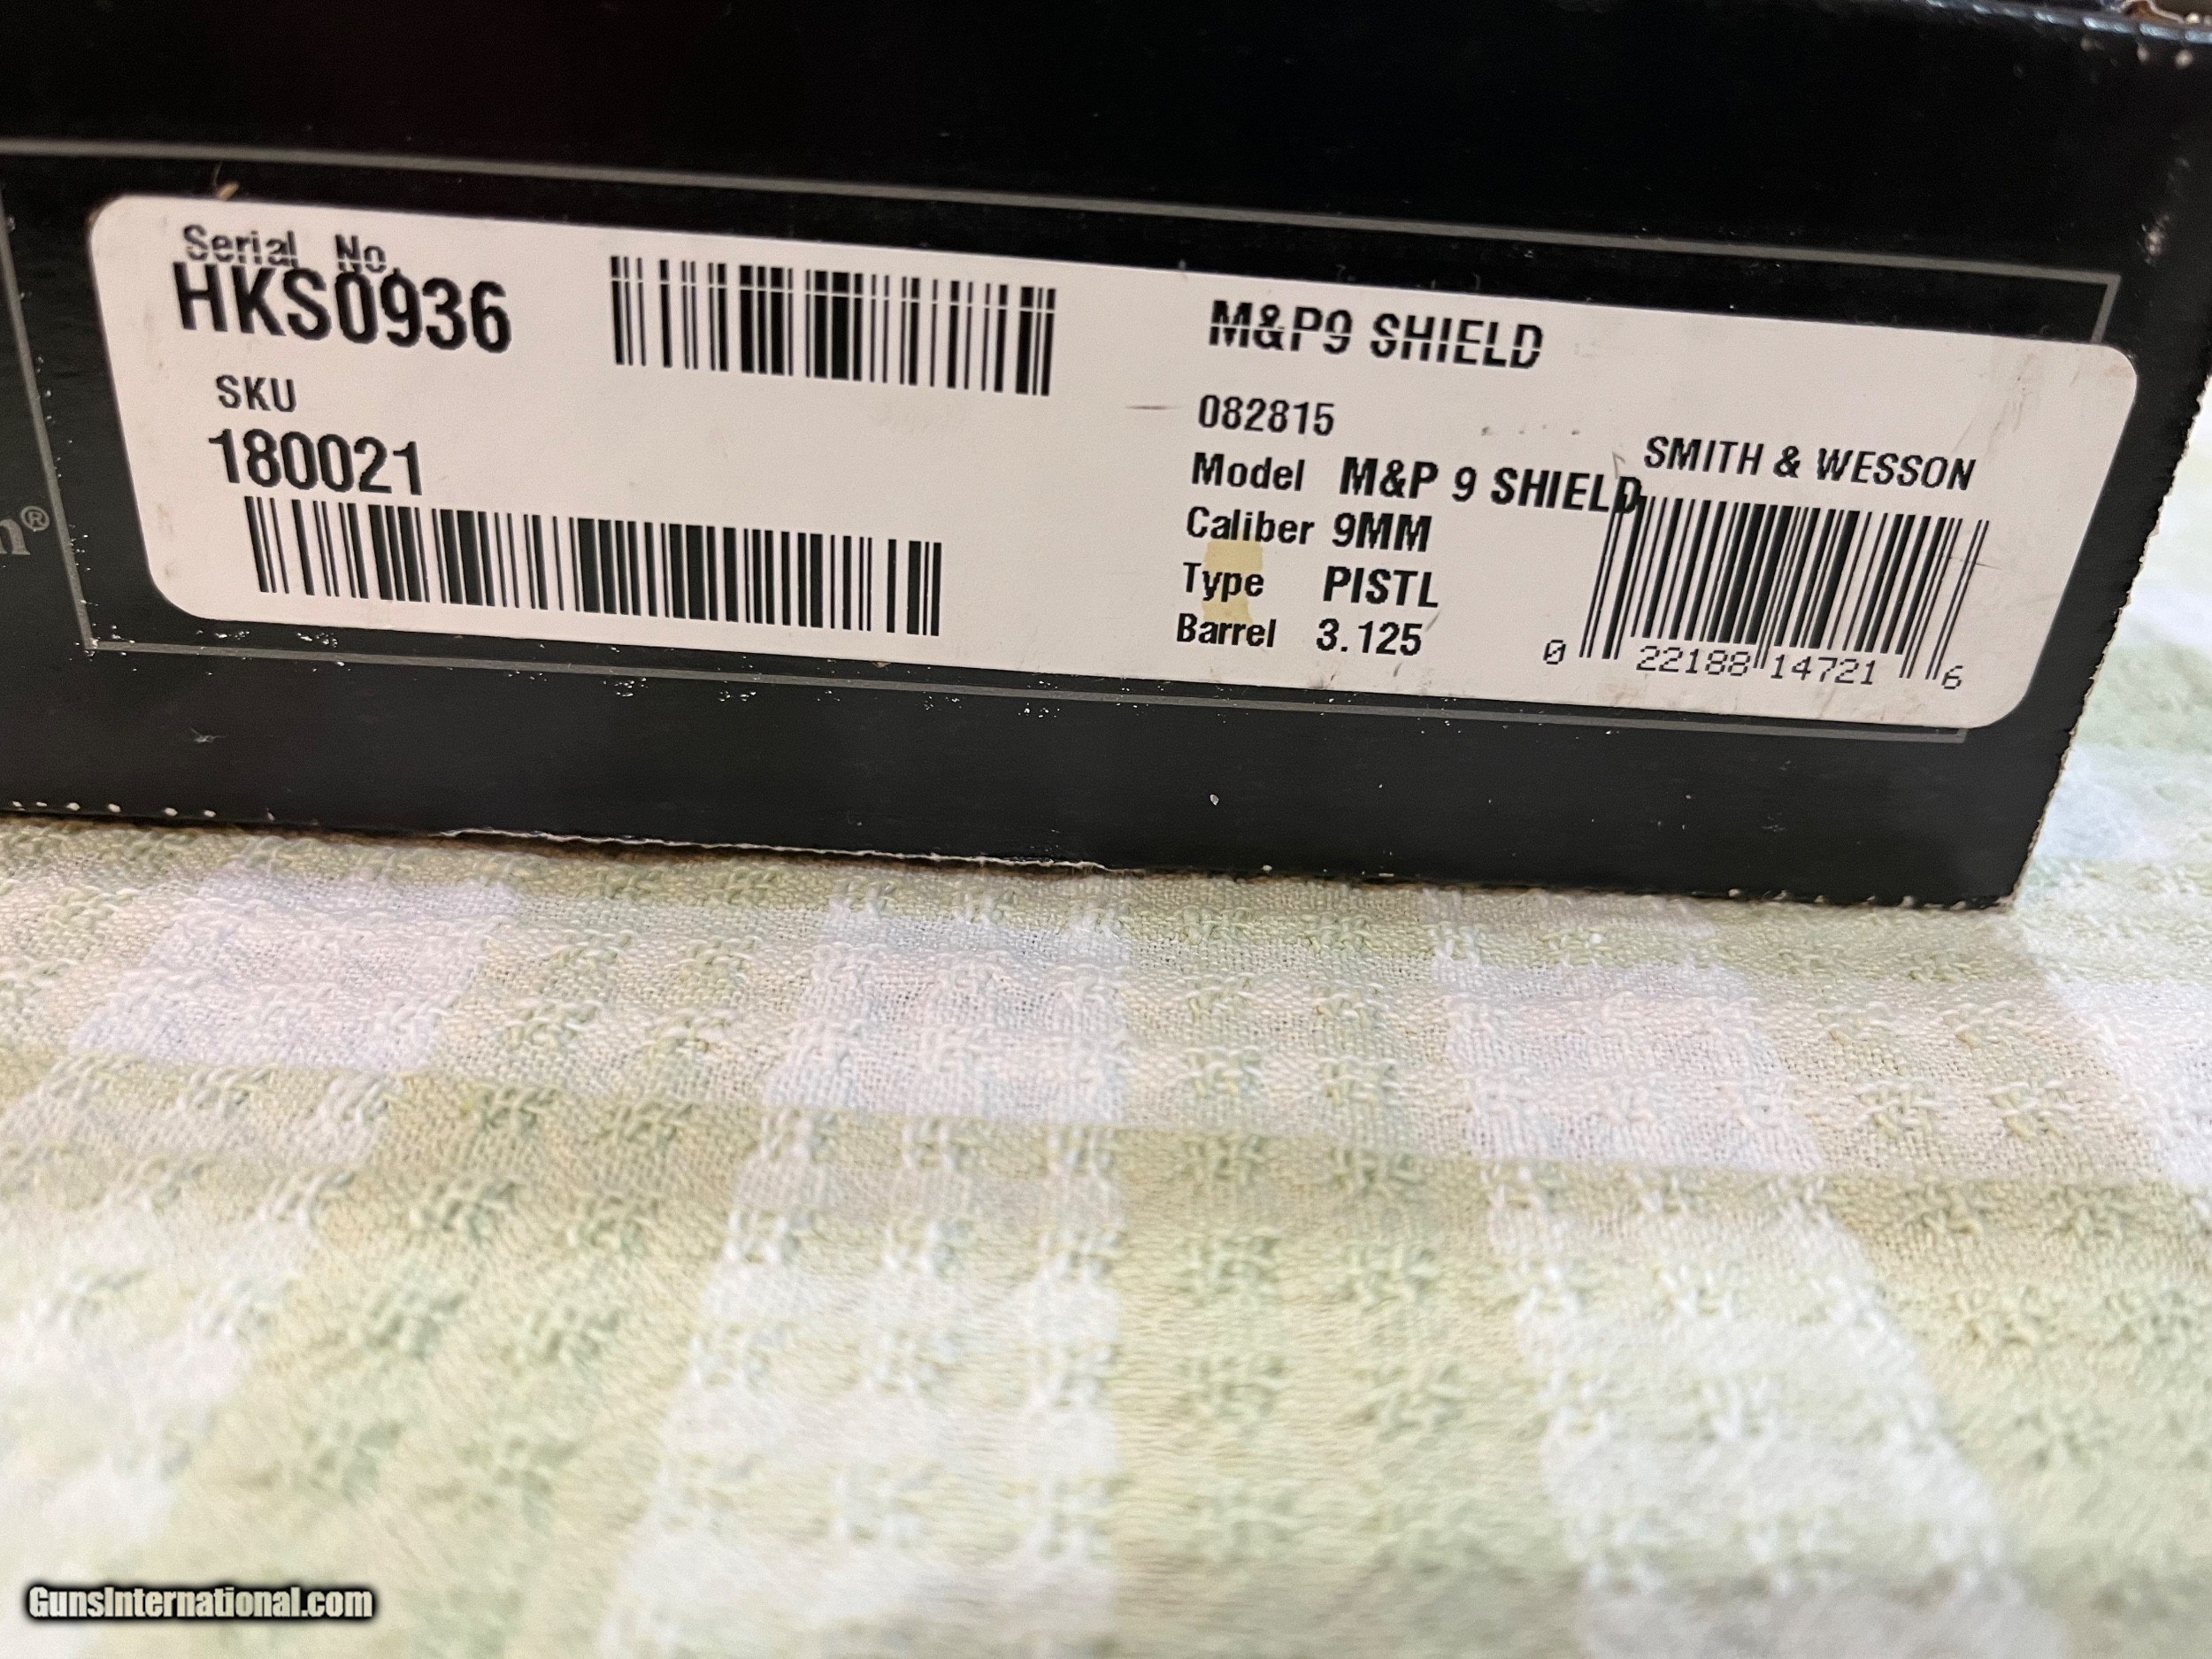 Serial No.
HKS0936
SKU
180021
M&P9 SHIELD
082815
Model M&P 9 SHIELD
Caliber 9MM
Type PISTL
Barrel 3.125
SMITH & WESSON
0 22188 14721 6
n®
GunsInternational.com